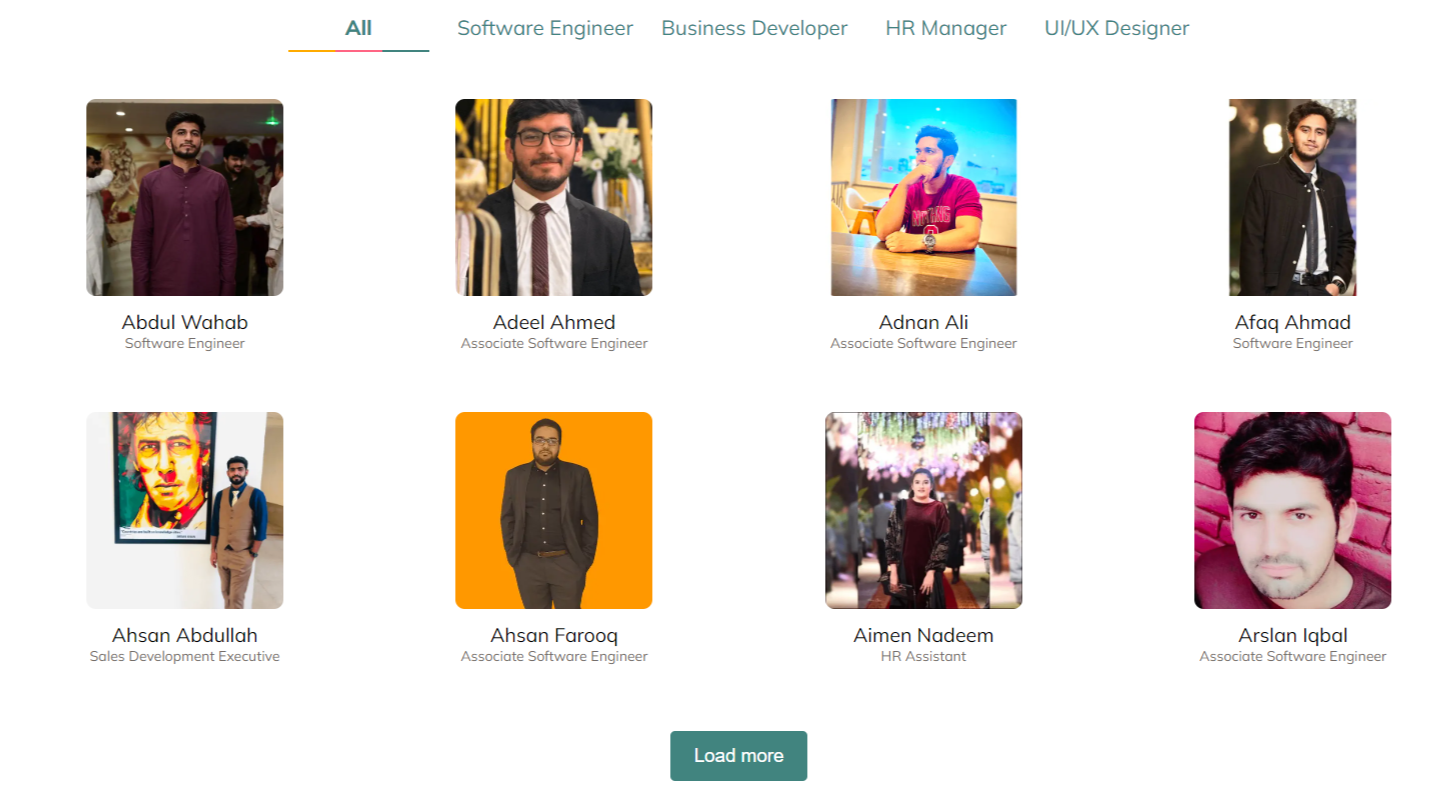 All
Software Engineer
Business Developer
HR Manager
UI/UX Designer
Abdul Wahab
Software Engineer
Adeel Ahmed
Associate Software Engineer
Adnan Ali
Associate Software Engineer
Afaq Ahmad
Software Engineer
Ahsan Abdullah
Sales Development Executive
Ahsan Farooq
Associate Software Engineer
Aimen Nadeem
HR Assistant
Arslan Iqbal
Associate Software Engineer
Load more